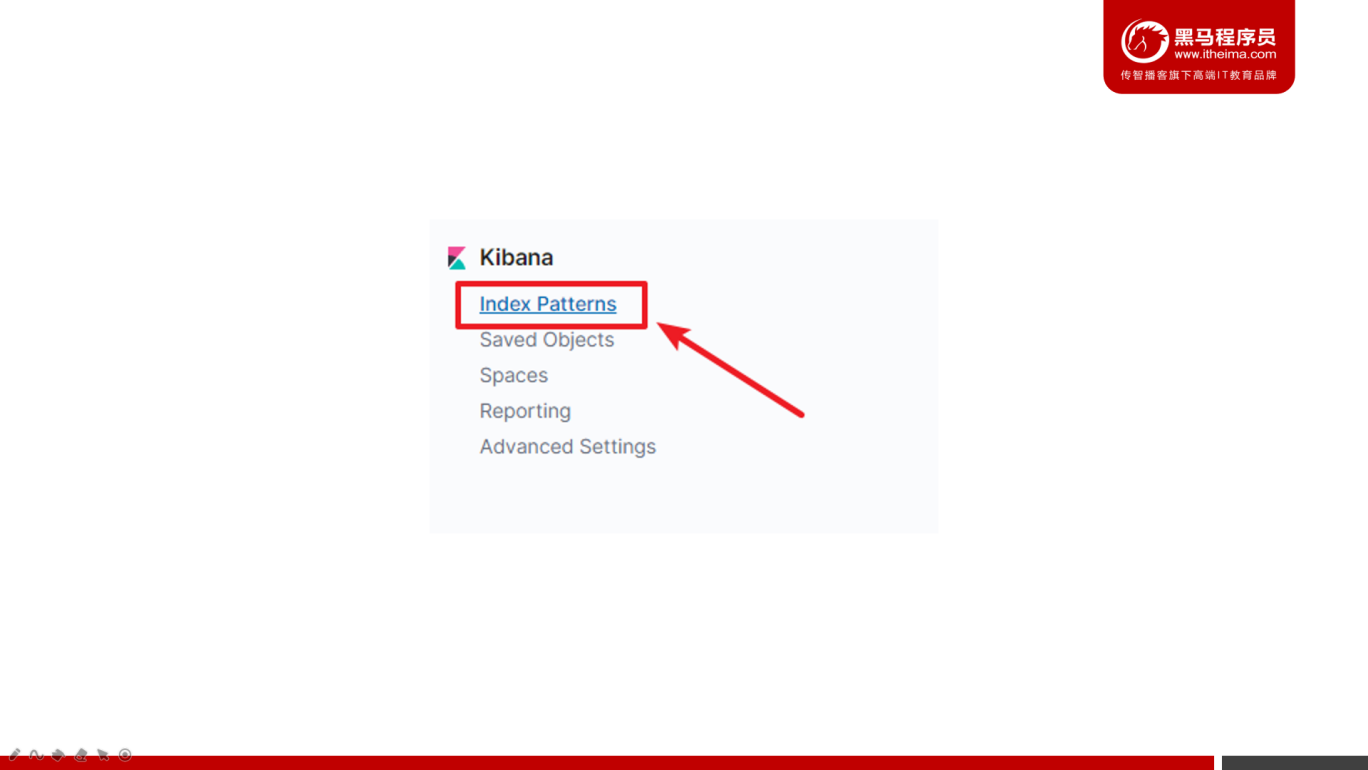 黑马程序员
www.itheima.com
传智播客旗下高端IT教育品牌
Kibana
Index Patterns
Saved Objects
Spaces
Reporting
Advanced Settings